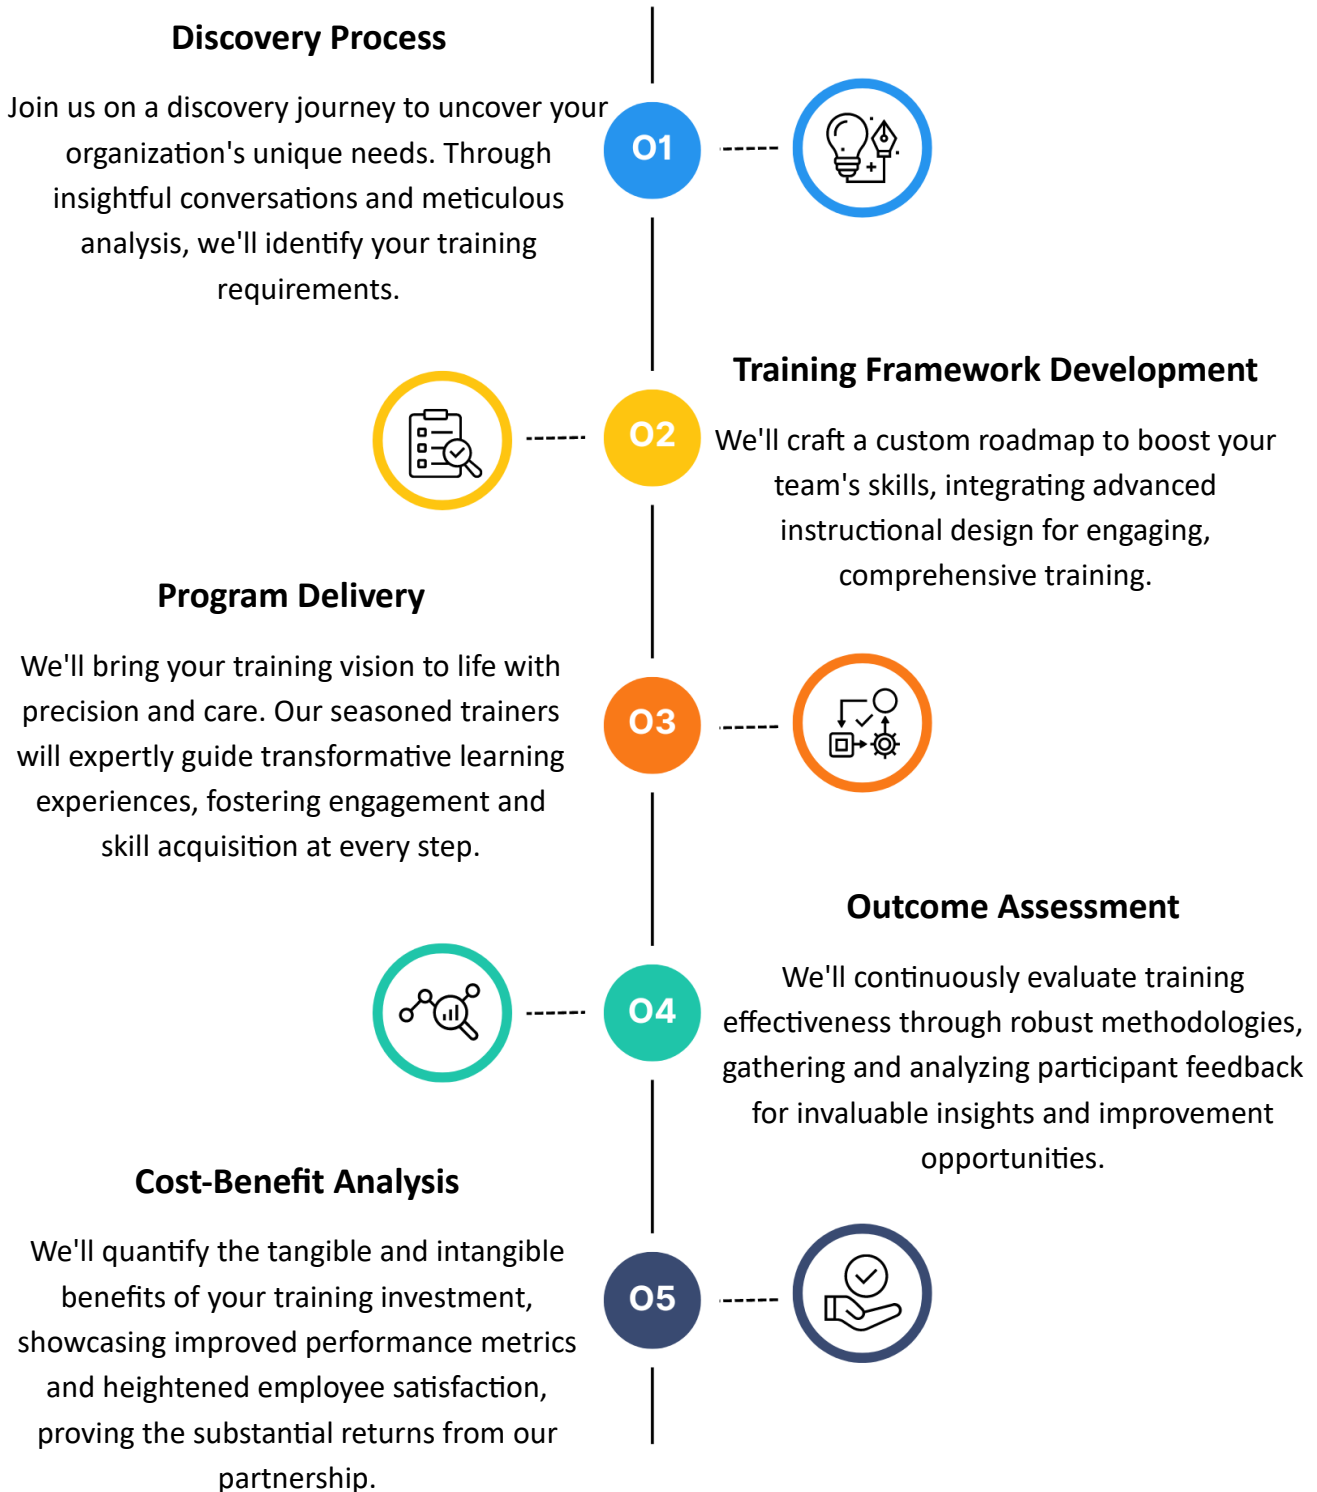 Discovery Process
Join us on a discovery journey to uncover your
organization's unique needs. Through
insightful conversations and meticulous
analysis, we'll identify your training
requirements.
01
Training Framework Development
02
We'll craft a custom roadmap to boost your
team's skills, integrating advanced
instructional design for engaging,
comprehensive training.
Program Delivery
We'll bring your training vision to life with
precision and care. Our seasoned trainers
will expertly guide transformative learning
experiences, fostering engagement and
skill acquisition at every step.
03
Outcome Assessment
04
We'll continuously evaluate training
effectiveness through robust methodologies,
gathering and analyzing participant feedback
for invaluable insights and improvement
opportunities.
Cost-Benefit Analysis
We'll quantify the tangible and intangible
benefits of your training investment,
showcasing improved performance metrics
and heightened employee satisfaction,
proving the substantial returns from our
partnership.
05